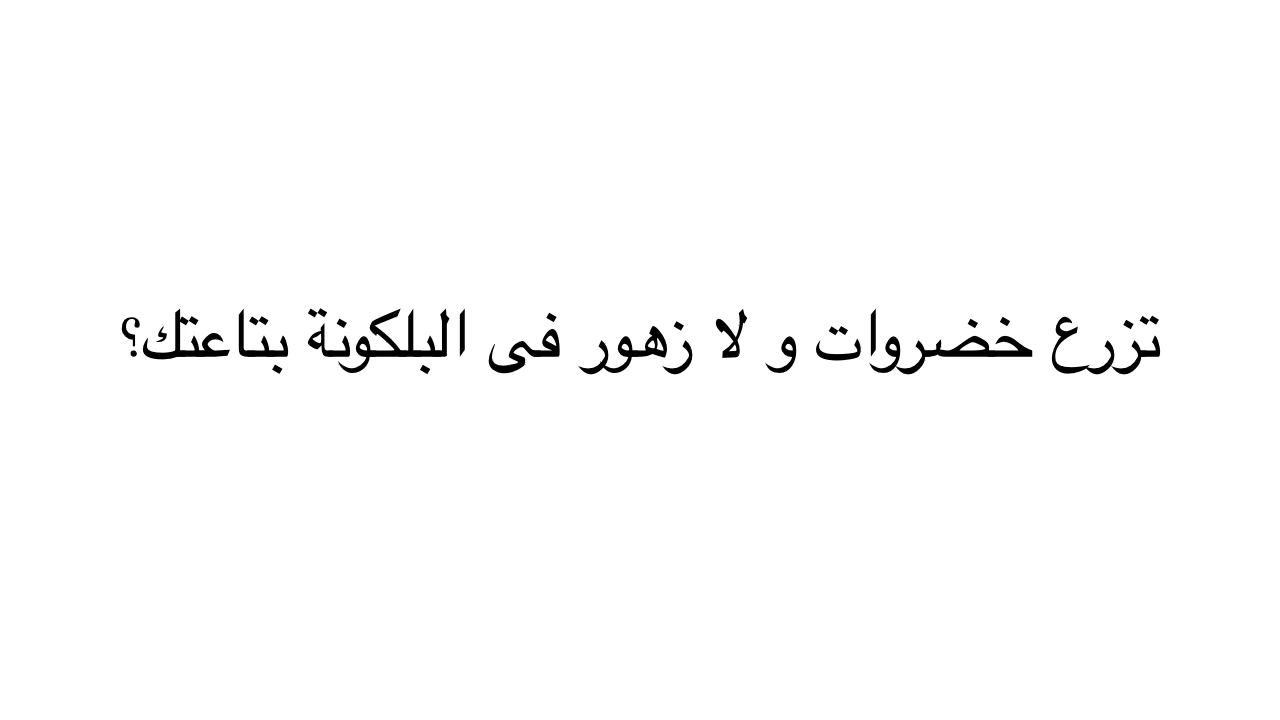 تزرع خضروات و لا زهور فى البلكونة بتاعتك؟